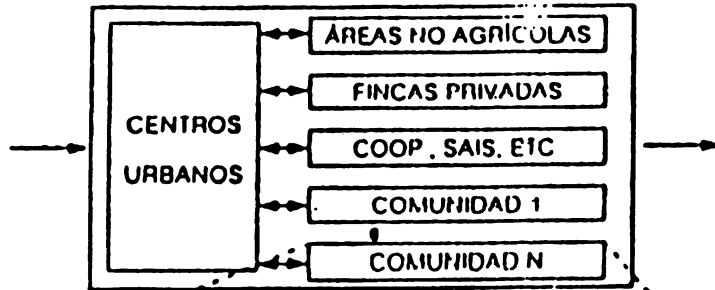 ÁREAS NO AGRÍCOLAS
FINCAS PRIVADAS
CENTROS
URBANOS
COOP. SAIS. ETC
COMUNIDAD 1
COMUNIDAD N